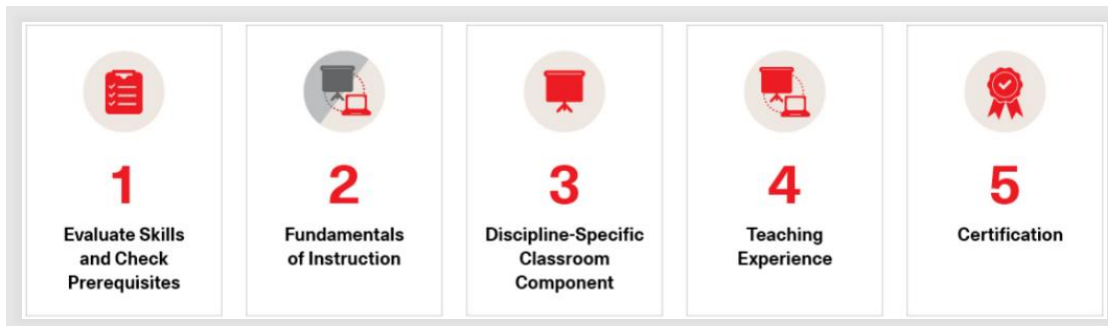 1
Evaluate Skills
and Check
Prerequisites
2
Fundamentals
of Instruction
3
Discipline-Specific
Classroom
Component
4
Teaching
Experience
5
Certification